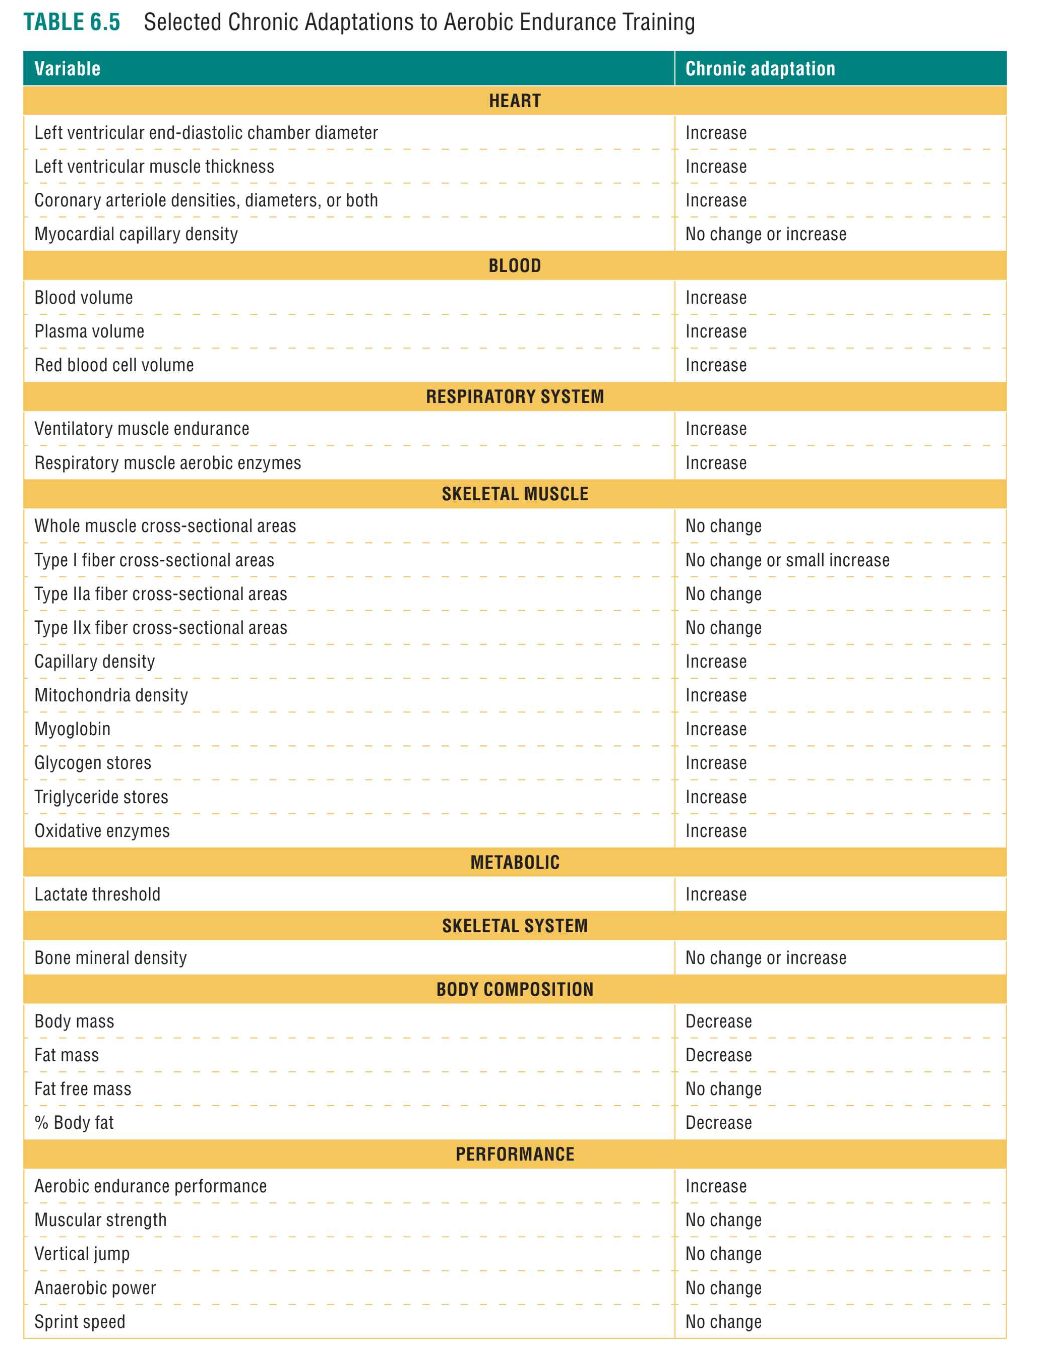 TABLE 6.5 Selected Chronic Adaptations to Aerobic Endurance Training
Variable Chronic adaptation
HEART
Left ventricular end-diastolic chamber diameter Increase
Left ventricular muscle thickness Increase
Coronary arteriole densities, diameters, or both Increase
Myocardial capillary density No change or increase
BLOOD
Blood volume Increase
Plasma volume Increase
Red blood cell volume Increase
RESPIRATORY SYSTEM
Ventilatory muscle endurance Increase
Respiratory muscle aerobic enzymes Increase
SKELETAL MUSCLE
Whole muscle cross-sectional areas No change
Type I fiber cross-sectional areas No change or small increase
Type IIa fiber cross-sectional areas No change
Type IIx fiber cross-sectional areas No change
Capillary density Increase
Mitochondria density Increase
Myoglobin Increase
Glycogen stores Increase
Triglyceride stores Increase
Oxidative enzymes Increase
METABOLIC
Lactate threshold Increase
SKELETAL SYSTEM
Bone mineral density No change or increase
BODY COMPOSITION
Body mass Decrease
Fat mass Decrease
Fat free mass No change
% Body fat Decrease
PERFORMANCE
Aerobic endurance performance Increase
Muscular strength No change
Vertical jump No change
Anaerobic power No change
Sprint speed No change